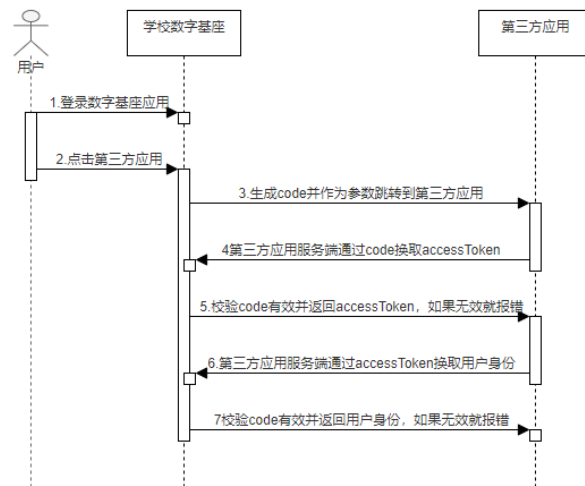 学校数字基座
第三方应用
用户
1.登录数字基座应用
2.点击第三方应用
3.生成code并作为参数跳转到第三方应用
4第三方应用服务端通过code换取accessToken
5.校验code有效并返回accessToken，如果无效就报错
6.第三方应用服务端通过accessToken换取用户身份
7校验code有效并返回用户身份，如果无效就报错